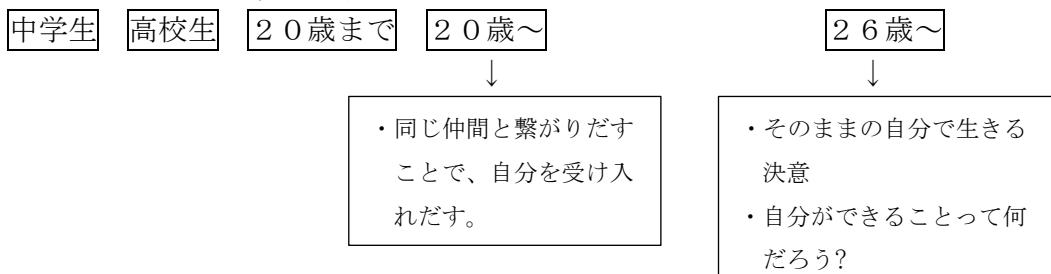 中学生 高校生 20歳まで 20歳～ 26歳～
↓ ↓
・同じ仲間と繋がりだす
ことで、自分を受け入
れだす。
・そのままの自分で生きる
決意
・自分ができることって何
だろう?